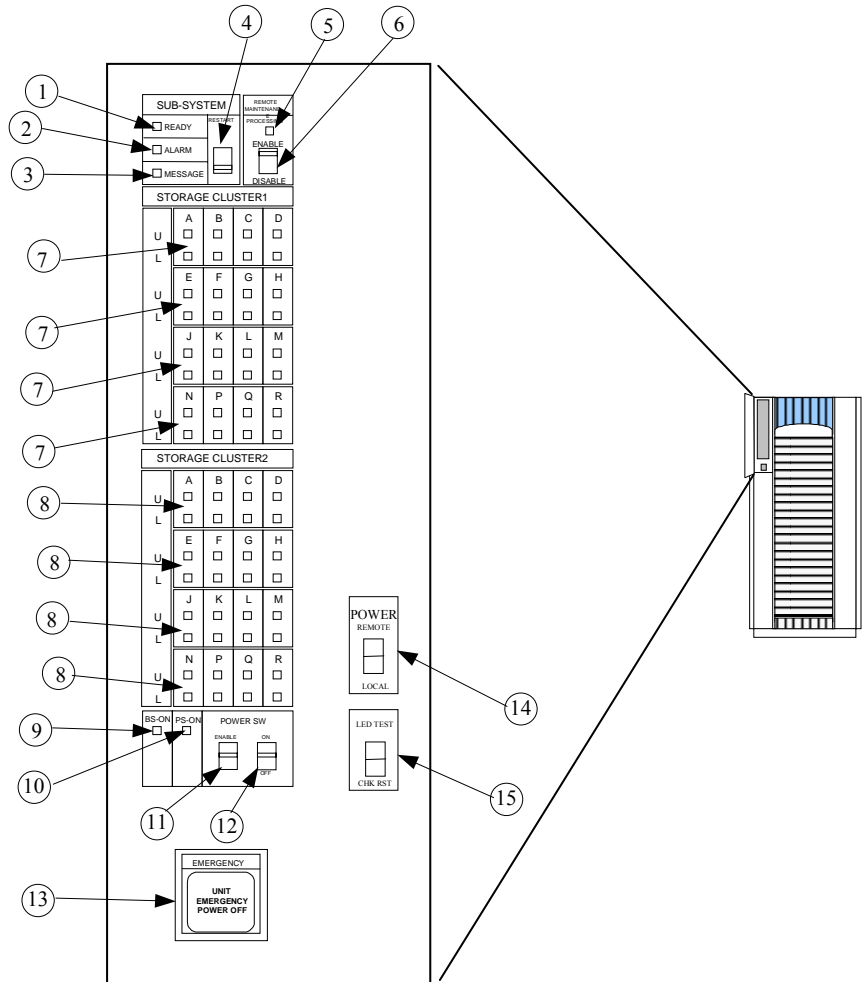 4
5
6
1
2
3
SUB-SYSTEM
READY
ALARM
MESSAGE
RESTART
REMOTE
MAINTENANC
E
PROCESSING
ENABLE
DISABLE
STORAGE CLUSTER1
7
U
L
A B C D
7
U
L
E F G H
7
U
L
J K L M
7
U
L
N P Q R
STORAGE CLUSTER2
8
U
L
A B C D
8
U
L
E F G H
8
U
L
J K L M
8
U
L
N P Q R
POWER
REMOTE
LOCAL
14
9
BS-ON
PS-ON
10
POWER SW
ENABLE
ON
OFF
11
12
LED TEST
CHK RST
15
13
EMERGENCY
UNIT
EMERGENCY
POWER OFF